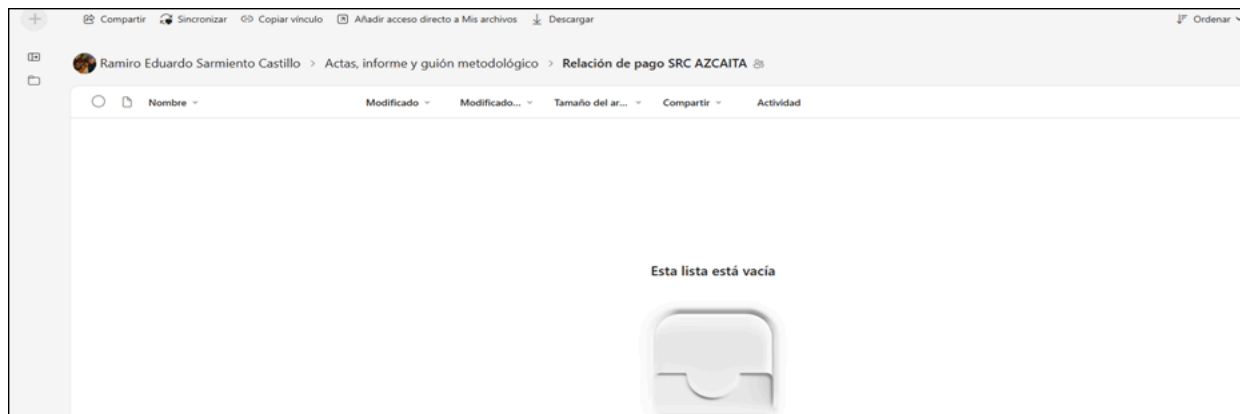 Compartir Sincronizar Copiar vínculo Añadir acceso directo a Mis archivos Descargar Ordenar
Ramiro Eduardo Sarmiento Castillo > Actas, informe y guión metodológico > Relación de pago SRC AZCAITA
Nombre Modificado Modificado... Tamaño del ar... Compartir Actividad
Esta lista está vacía